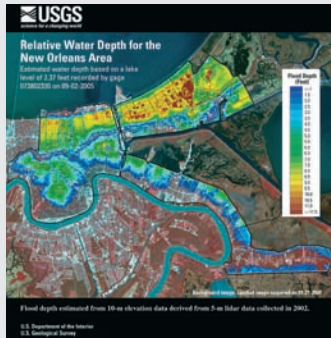 USGS
science for a changing world
Relative Water Depth for the
New Orleans Area
Estimated water depth based on a lake
level of 3.37 feet recorded by gage
073802330 on 09-02-2005
Flood Depth
(Feet)
Flood depth estimated from 10-m elevation data derived from 5-m lidar data collected in 2002.
U.S. Department of the Interior
U.S. Geological Survey